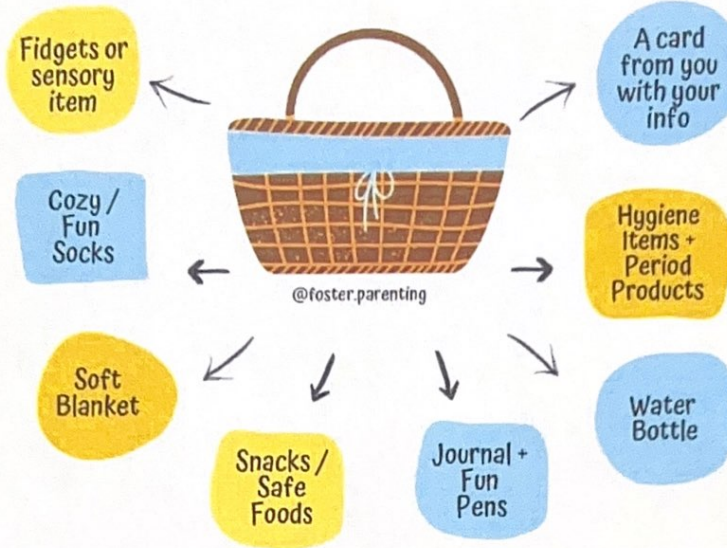 Fidgets or
sensory
item
A card
from you
with your
info
Cozy /
Fun
Socks
Hygiene
Items +
Period
Products
@foster.parenting
Soft
Blanket
Water
Bottle
Snacks /
Safe
Foods
Journal +
Fun
Pens